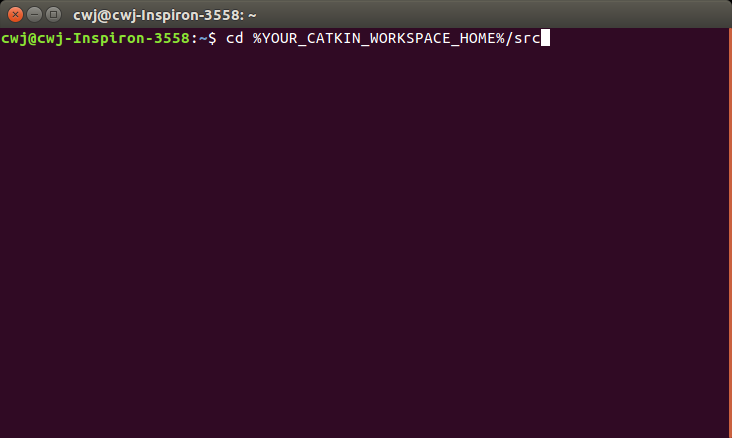 cwj@cwj-Inspiron-3558: ~
cwj@cwj-Inspiron-3558:~$ cd %YOUR_CATKIN_WORKSPACE_HOME%/src